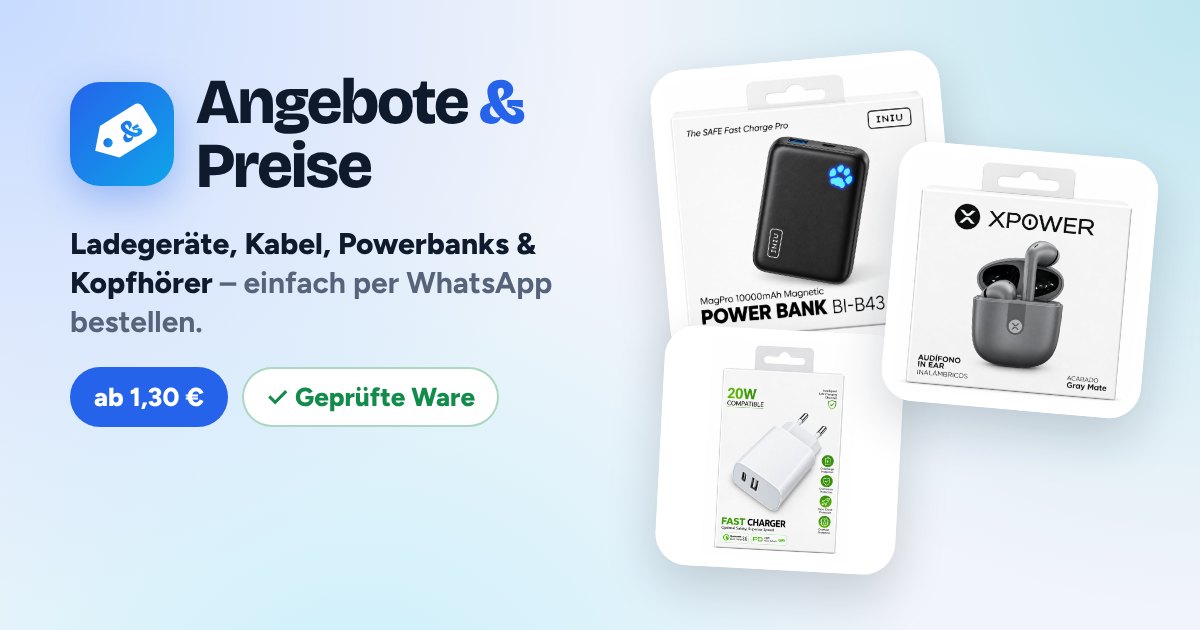 Angebote &
Preise
Ladegeräte, Kabel, Powerbanks &
Kopfhörer – einfach per WhatsApp
bestellen.
ab 1,30 €
✓ Geprüfte Ware
&
The SAFE Fast Charge Pro
INIU
INIU
MagPro 10000mAh Magnetic
POWER BANK BI-B43
XPOWER
AUDÍFONO
IN EAR
INALÁMBRICOS
ACABADO
Gray Mate
20W
COMPATIBLE
FAST CHARGER
PD